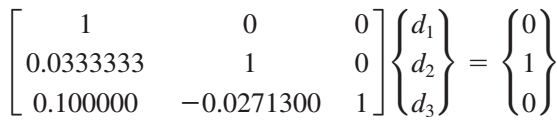 1 0 0 d₁ 0
0.0333333 1 0 d₂ = 1
0.100000 −0.0271300 1 d₃ 0